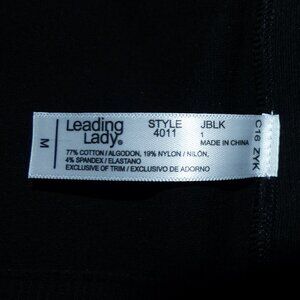 M
Leading
Lady®
STYLE
4011
JBLK
1
MADE IN CHINA
77% COTTON / ALGODON, 19% NYLON / NILÓN,
4% SPANDEX / ELASTANO
EXCLUSIVE OF TRIM / EXCLUSIVO DE ADORNO
C16 ZYK